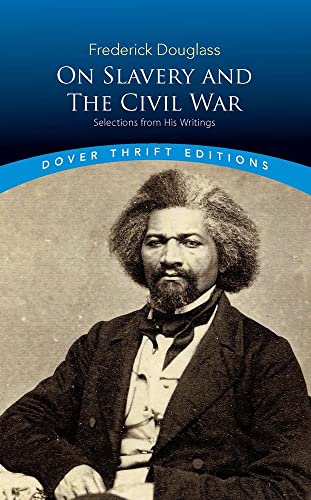 Frederick Douglass
On Slavery and
The Civil War
Selections from His Writings
DOVER THRIFT EDITIONS